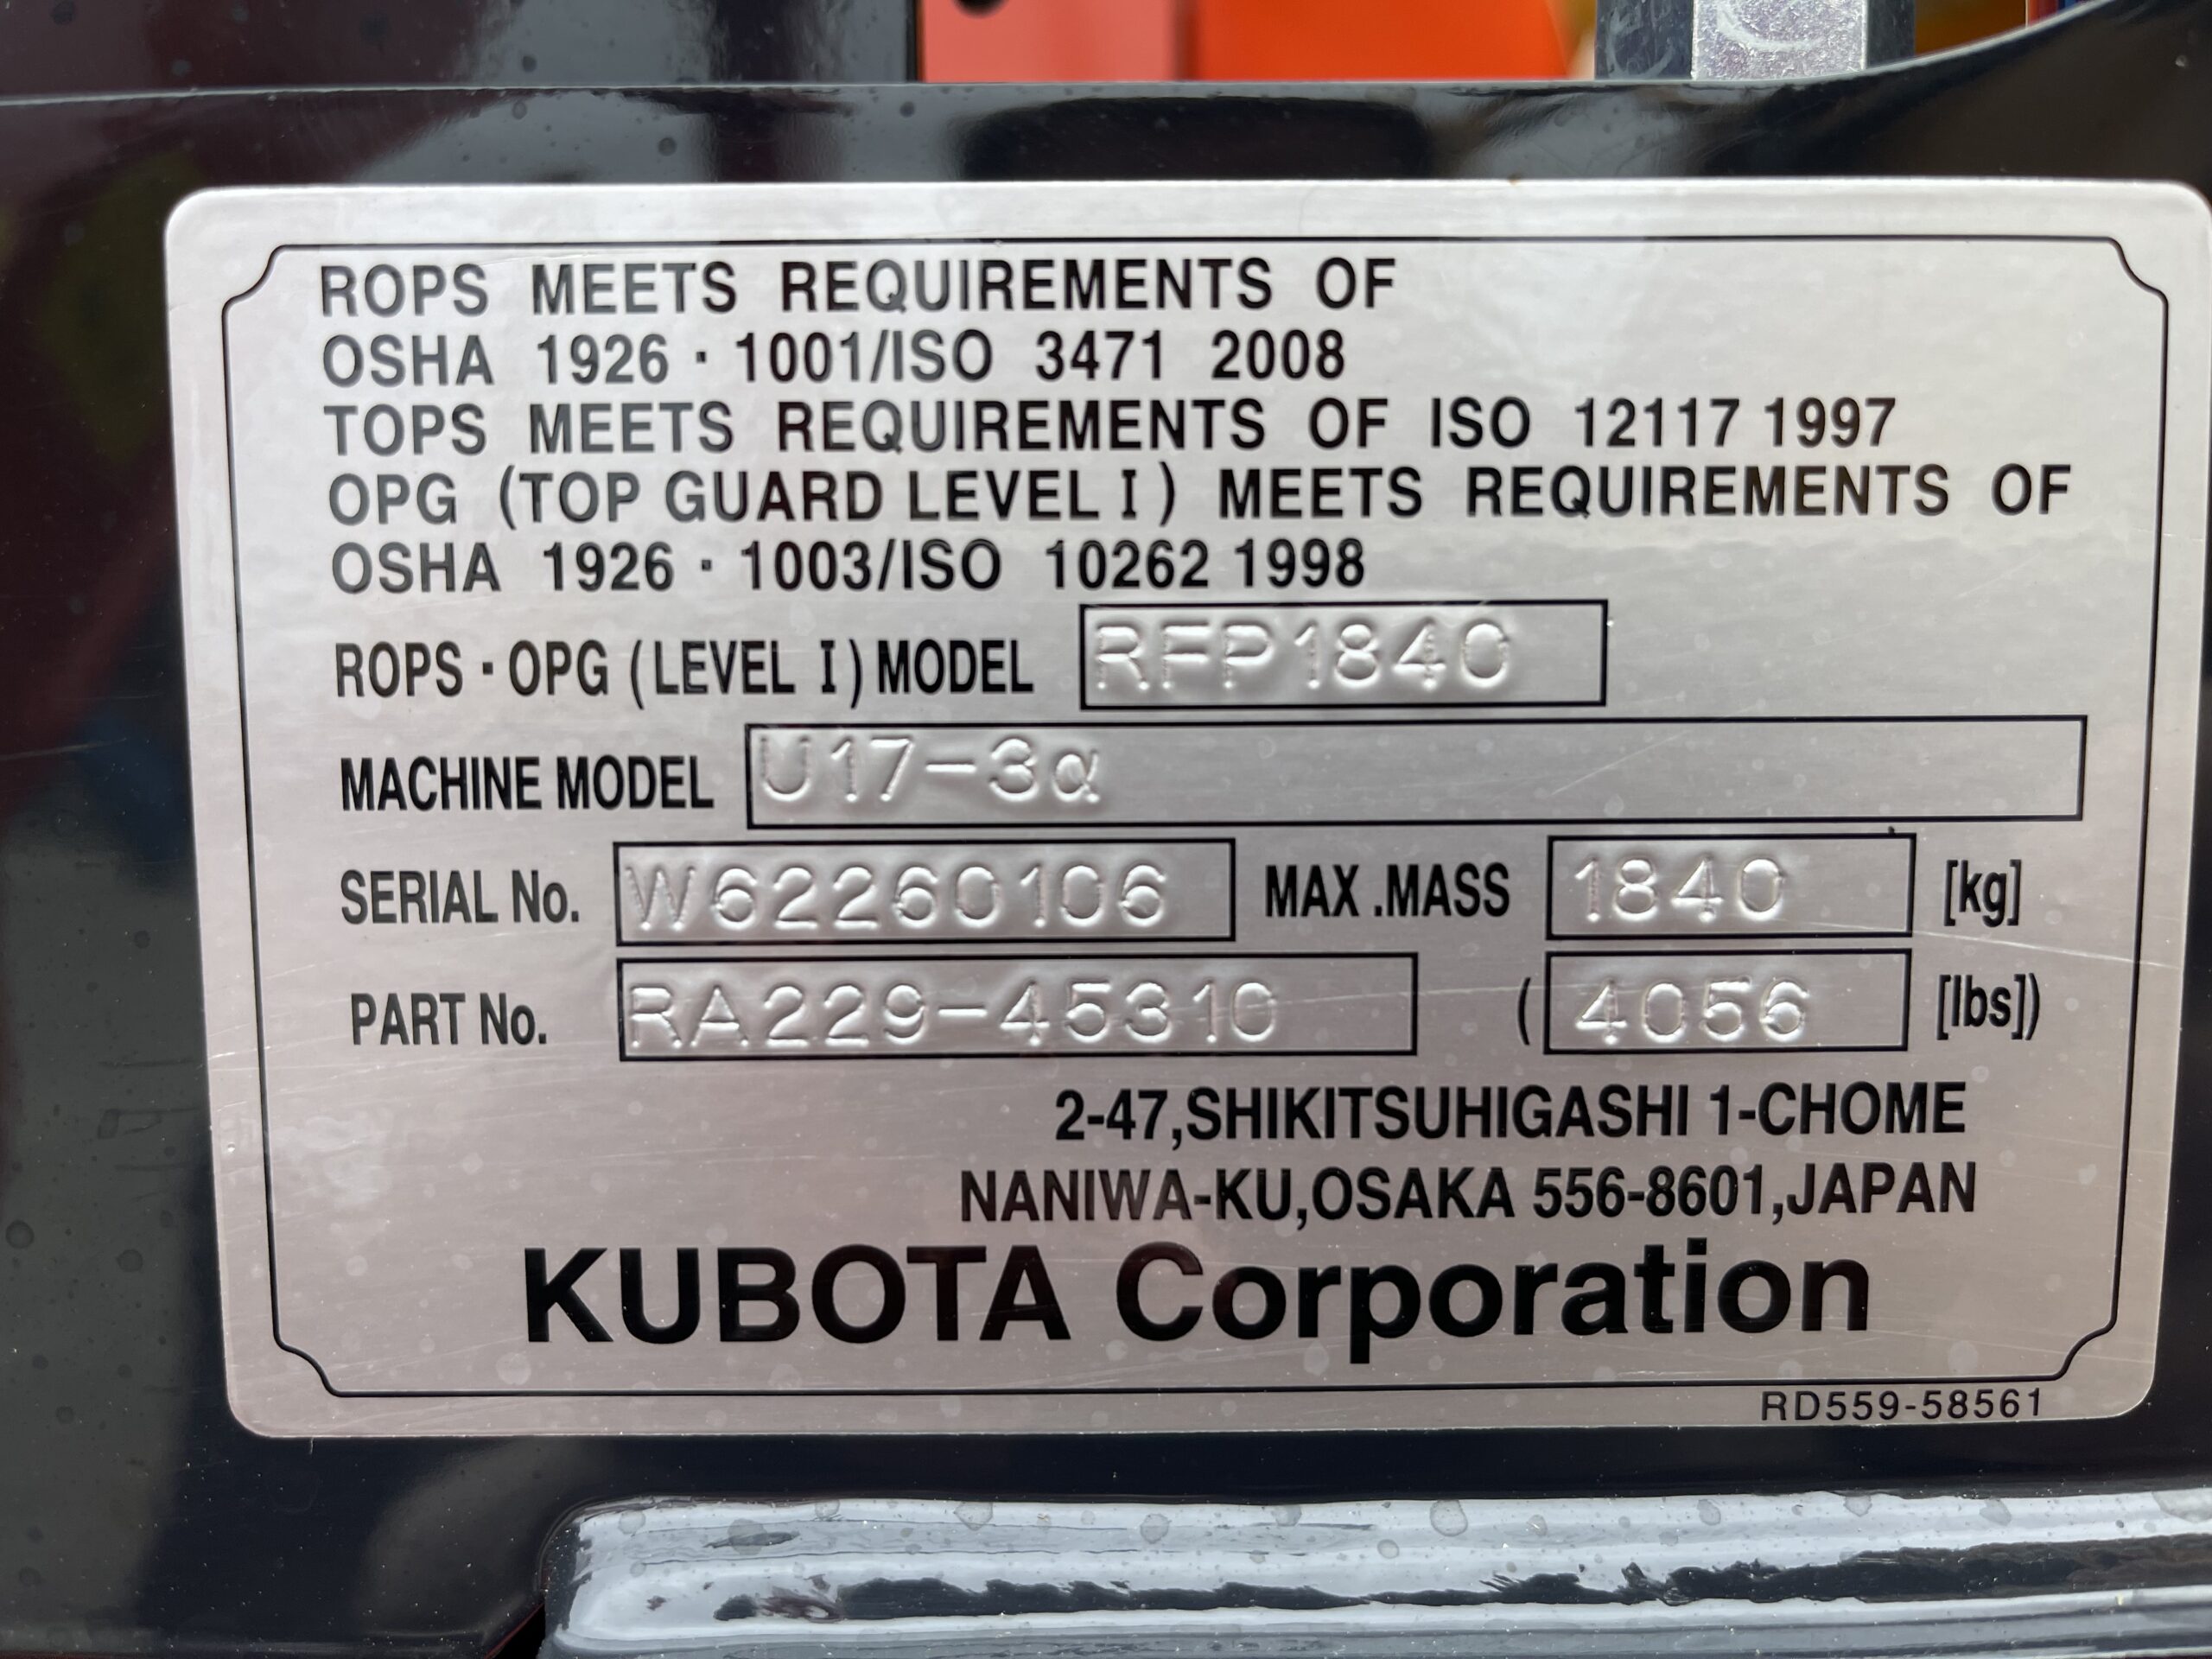 ROPS MEETS REQUIREMENTS OF
OSHA 1926・1001/ISO 3471 2008
TOPS MEETS REQUIREMENTS OF ISO 12117 1997
OPG (TOP GUARD LEVEL I) MEETS REQUIREMENTS OF
OSHA 1926・1003/ISO 10262 1998
ROPS・OPG (LEVEL I) MODEL RFP1840
MACHINE MODEL U17-3α
SERIAL No. W62260106 MAX .MASS 1840 [kg]
PART No. RA229-45310 ( 4056 [lbs])
2-47,SHIKITSUHIGASHI 1-CHOME
NANIWA-KU,OSAKA 556-8601,JAPAN
KUBOTA Corporation
RD559-58561